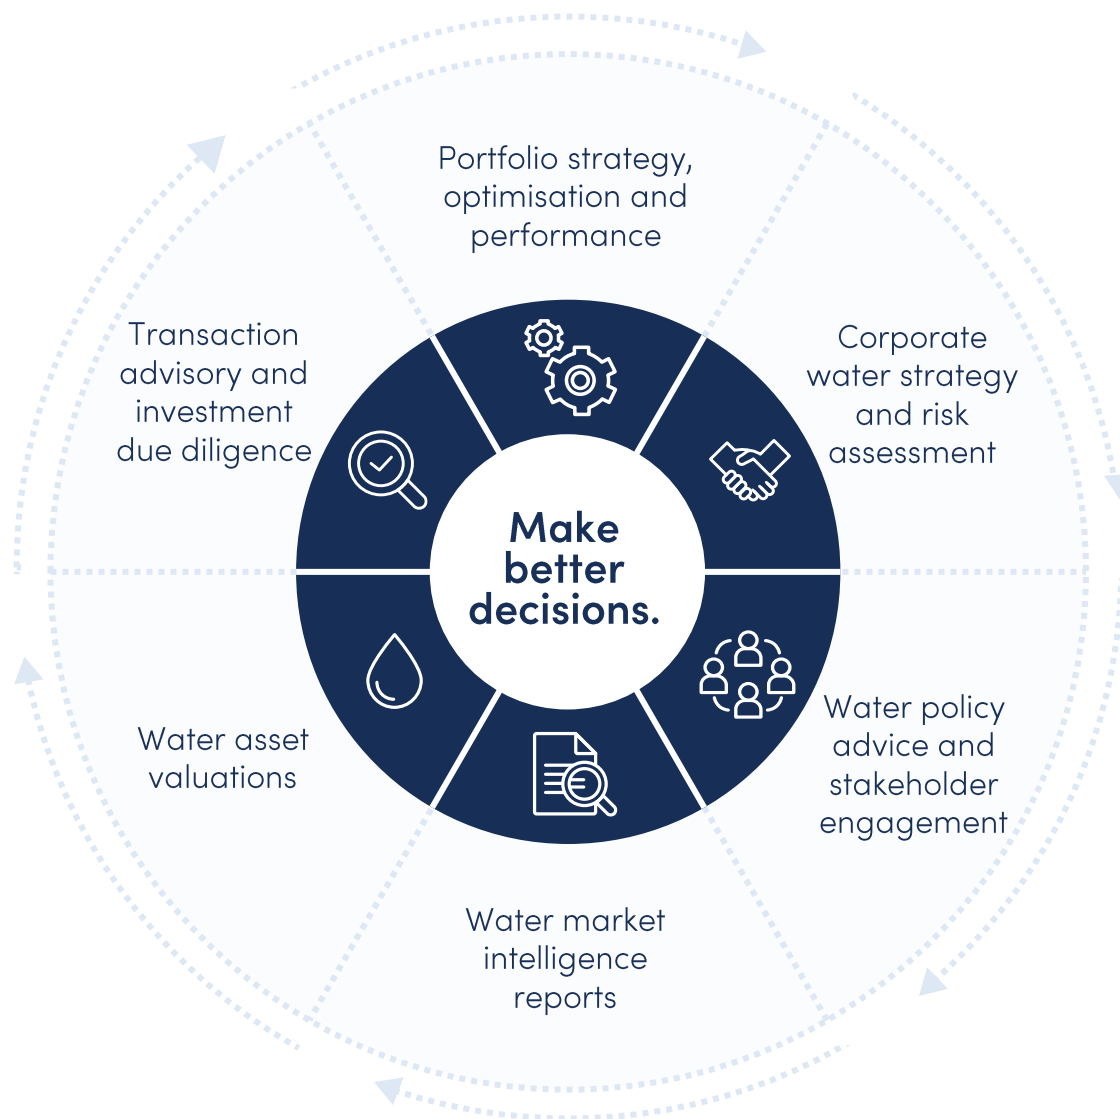 Portfolio strategy,
optimisation and
performance
Corporate
water strategy
and risk
assessment
Water policy
advice and
stakeholder
engagement
Water market
intelligence
reports
Water asset
valuations
Transaction
advisory and
investment
due diligence
Make
better
decisions.